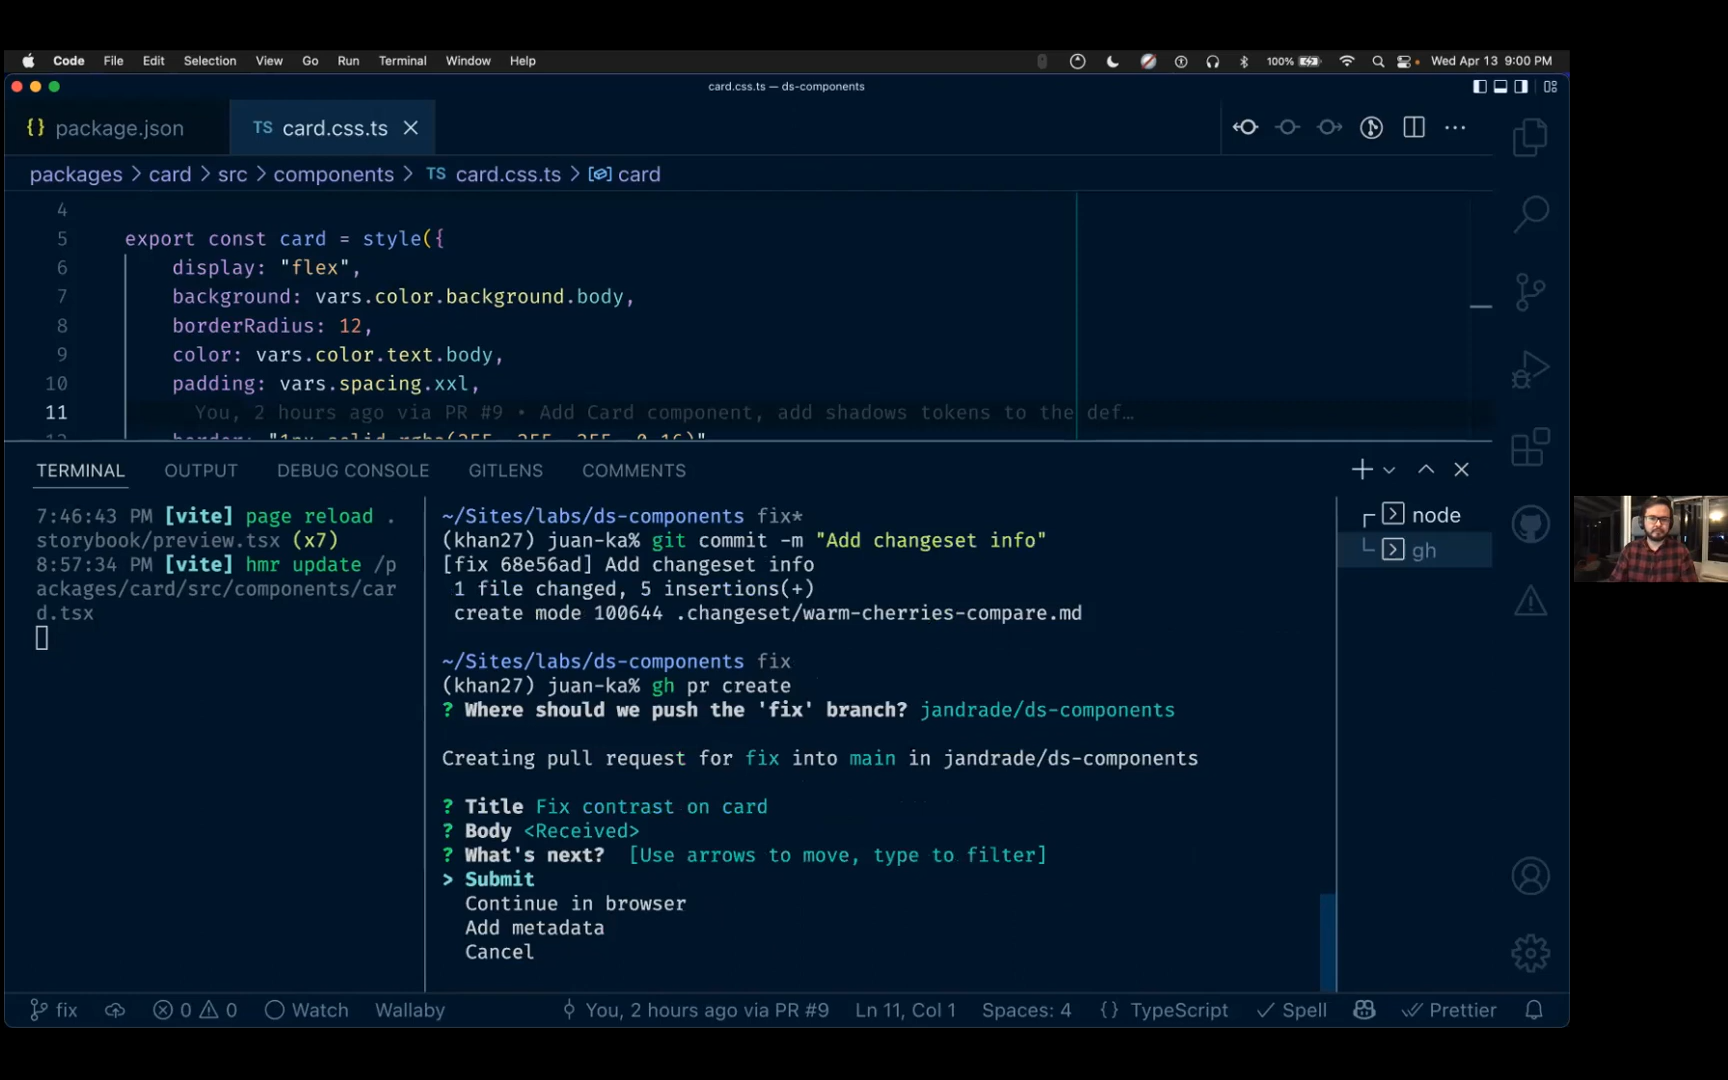 Code File Edit Selection View Go Run Terminal Window Help 100% Wed Apr 13 9:00 PM
card.css.ts — ds-components
{} package.json TS card.css.ts
packages > card > src > components > TS card.css.ts > card
4
5 export const card = style({
6 display: "flex",
7 background: vars.color.background.body,
8 borderRadius: 12,
9 color: vars.color.text.body,
10 padding: vars.spacing.xxl,
11 You, 2 hours ago via PR #9 • Add Card component, add shadows tokens to the def…
12 border: "1px solid rgba(255, 255, 255, 0.16)"
TERMINAL OUTPUT DEBUG CONSOLE GITLENS COMMENTS
7:46:43 PM [vite] page reload .
storybook/preview.tsx (x7)
8:57:34 PM [vite] hmr update /p
ackages/card/src/components/car
d.tsx
~/Sites/labs/ds-components fix*
(khan27) juan-ka% git commit -m "Add changeset info"
[fix 68e56ad] Add changeset info
1 file changed, 5 insertions(+)
create mode 100644 .changeset/warm-cherries-compare.md
~/Sites/labs/ds-components fix
(khan27) juan-ka% gh pr create
? Where should we push the 'fix' branch? jandrade/ds-components
Creating pull request for fix into main in jandrade/ds-components
? Title Fix contrast on card
? Body <Received>
? What's next? [Use arrows to move, type to filter]
> Submit
Continue in browser
Add metadata
Cancel
node
gh
fix 0 0 Watch Wallaby You, 2 hours ago via PR #9 Ln 11, Col 1 Spaces: 4 {} TypeScript Spell Prettier